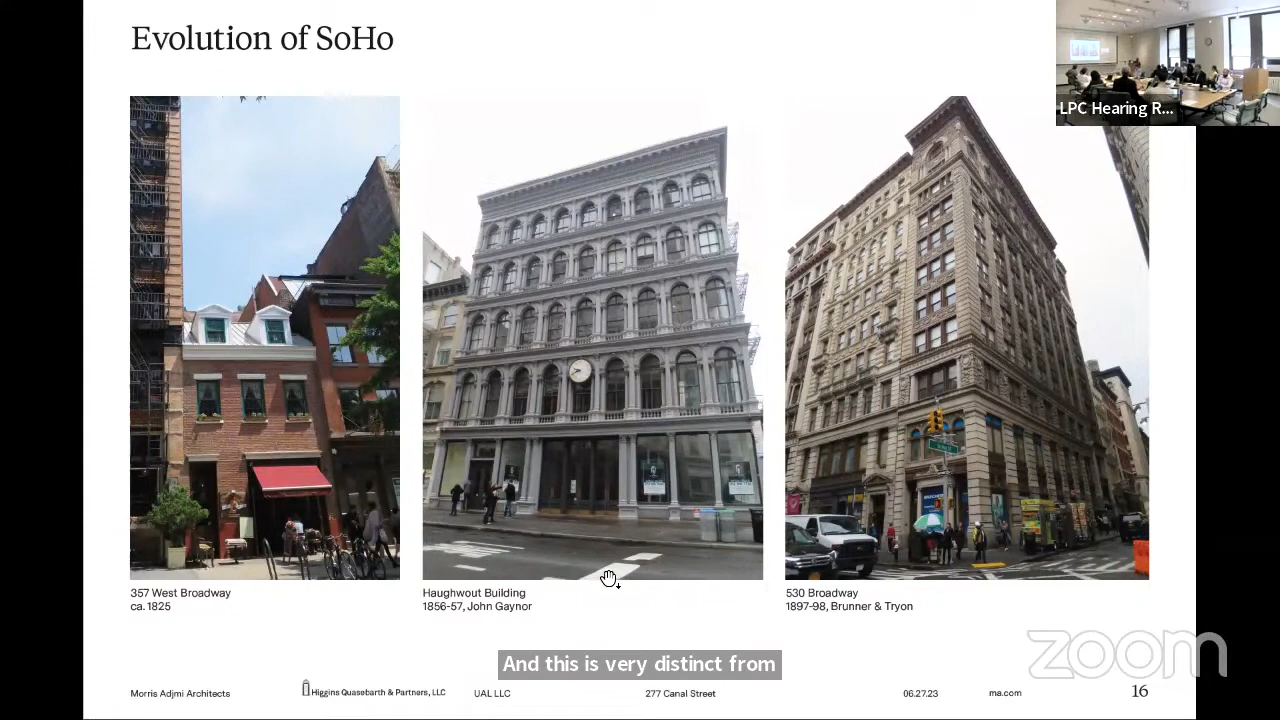 Evolution of SoHo
LPC Hearing R...
357 West Broadway
ca. 1825
Haughwout Building
1856-57, John Gaynor
530 Broadway
1897-98, Brunner & Tryon
zoom
And this is very distinct from
Morris Adjmi Architects
Higgins Quasebarth & Partners, LLC
UAL LLC
277 Canal Street
06.27.23
ma.com
16